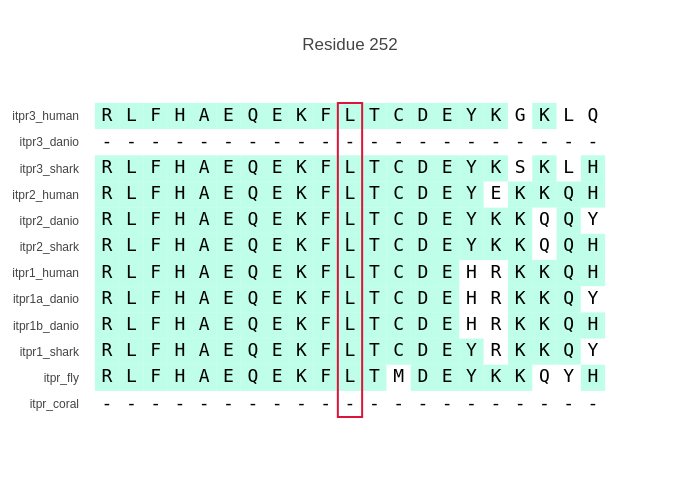 Residue 252
itpr3_human R L F H A E Q E K F L T C D E Y K G K L Q
itpr3_danio - - - - - - - - - - - - - - - - - - - - -
itpr3_shark R L F H A E Q E K F L T C D E Y K S K L H
itpr2_human R L F H A E Q E K F L T C D E Y E K K Q H
itpr2_danio R L F H A E Q E K F L T C D E Y K K Q Q Y
itpr2_shark R L F H A E Q E K F L T C D E Y K K Q Q H
itpr1_human R L F H A E Q E K F L T C D E H R K K Q H
itpr1a_danio R L F H A E Q E K F L T C D E H R K K Q Y
itpr1b_danio R L F H A E Q E K F L T C D E H R K K Q H
itpr1_shark R L F H A E Q E K F L T C D E Y R K K Q Y
itpr_fly R L F H A E Q E K F L T M D E Y K K Q Y H
itpr_coral - - - - - - - - - - - - - - - - - - - - -